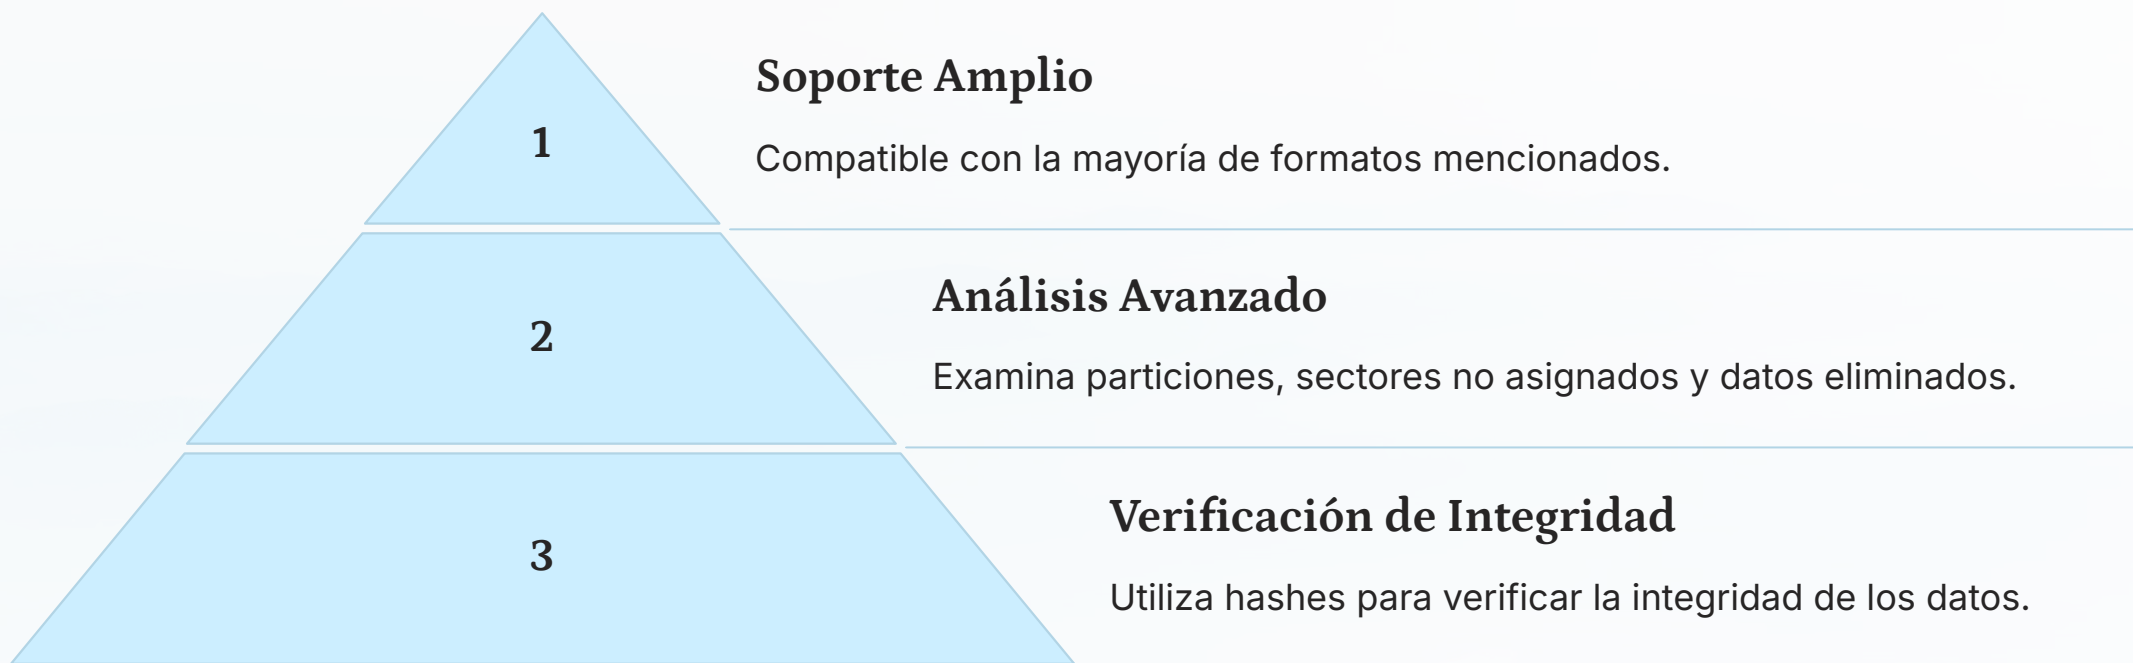 1
Soporte Amplio
Compatible con la mayoría de formatos mencionados.
2
Análisis Avanzado
Examina particiones, sectores no asignados y datos eliminados.
3
Verificación de Integridad
Utiliza hashes para verificar la integridad de los datos.